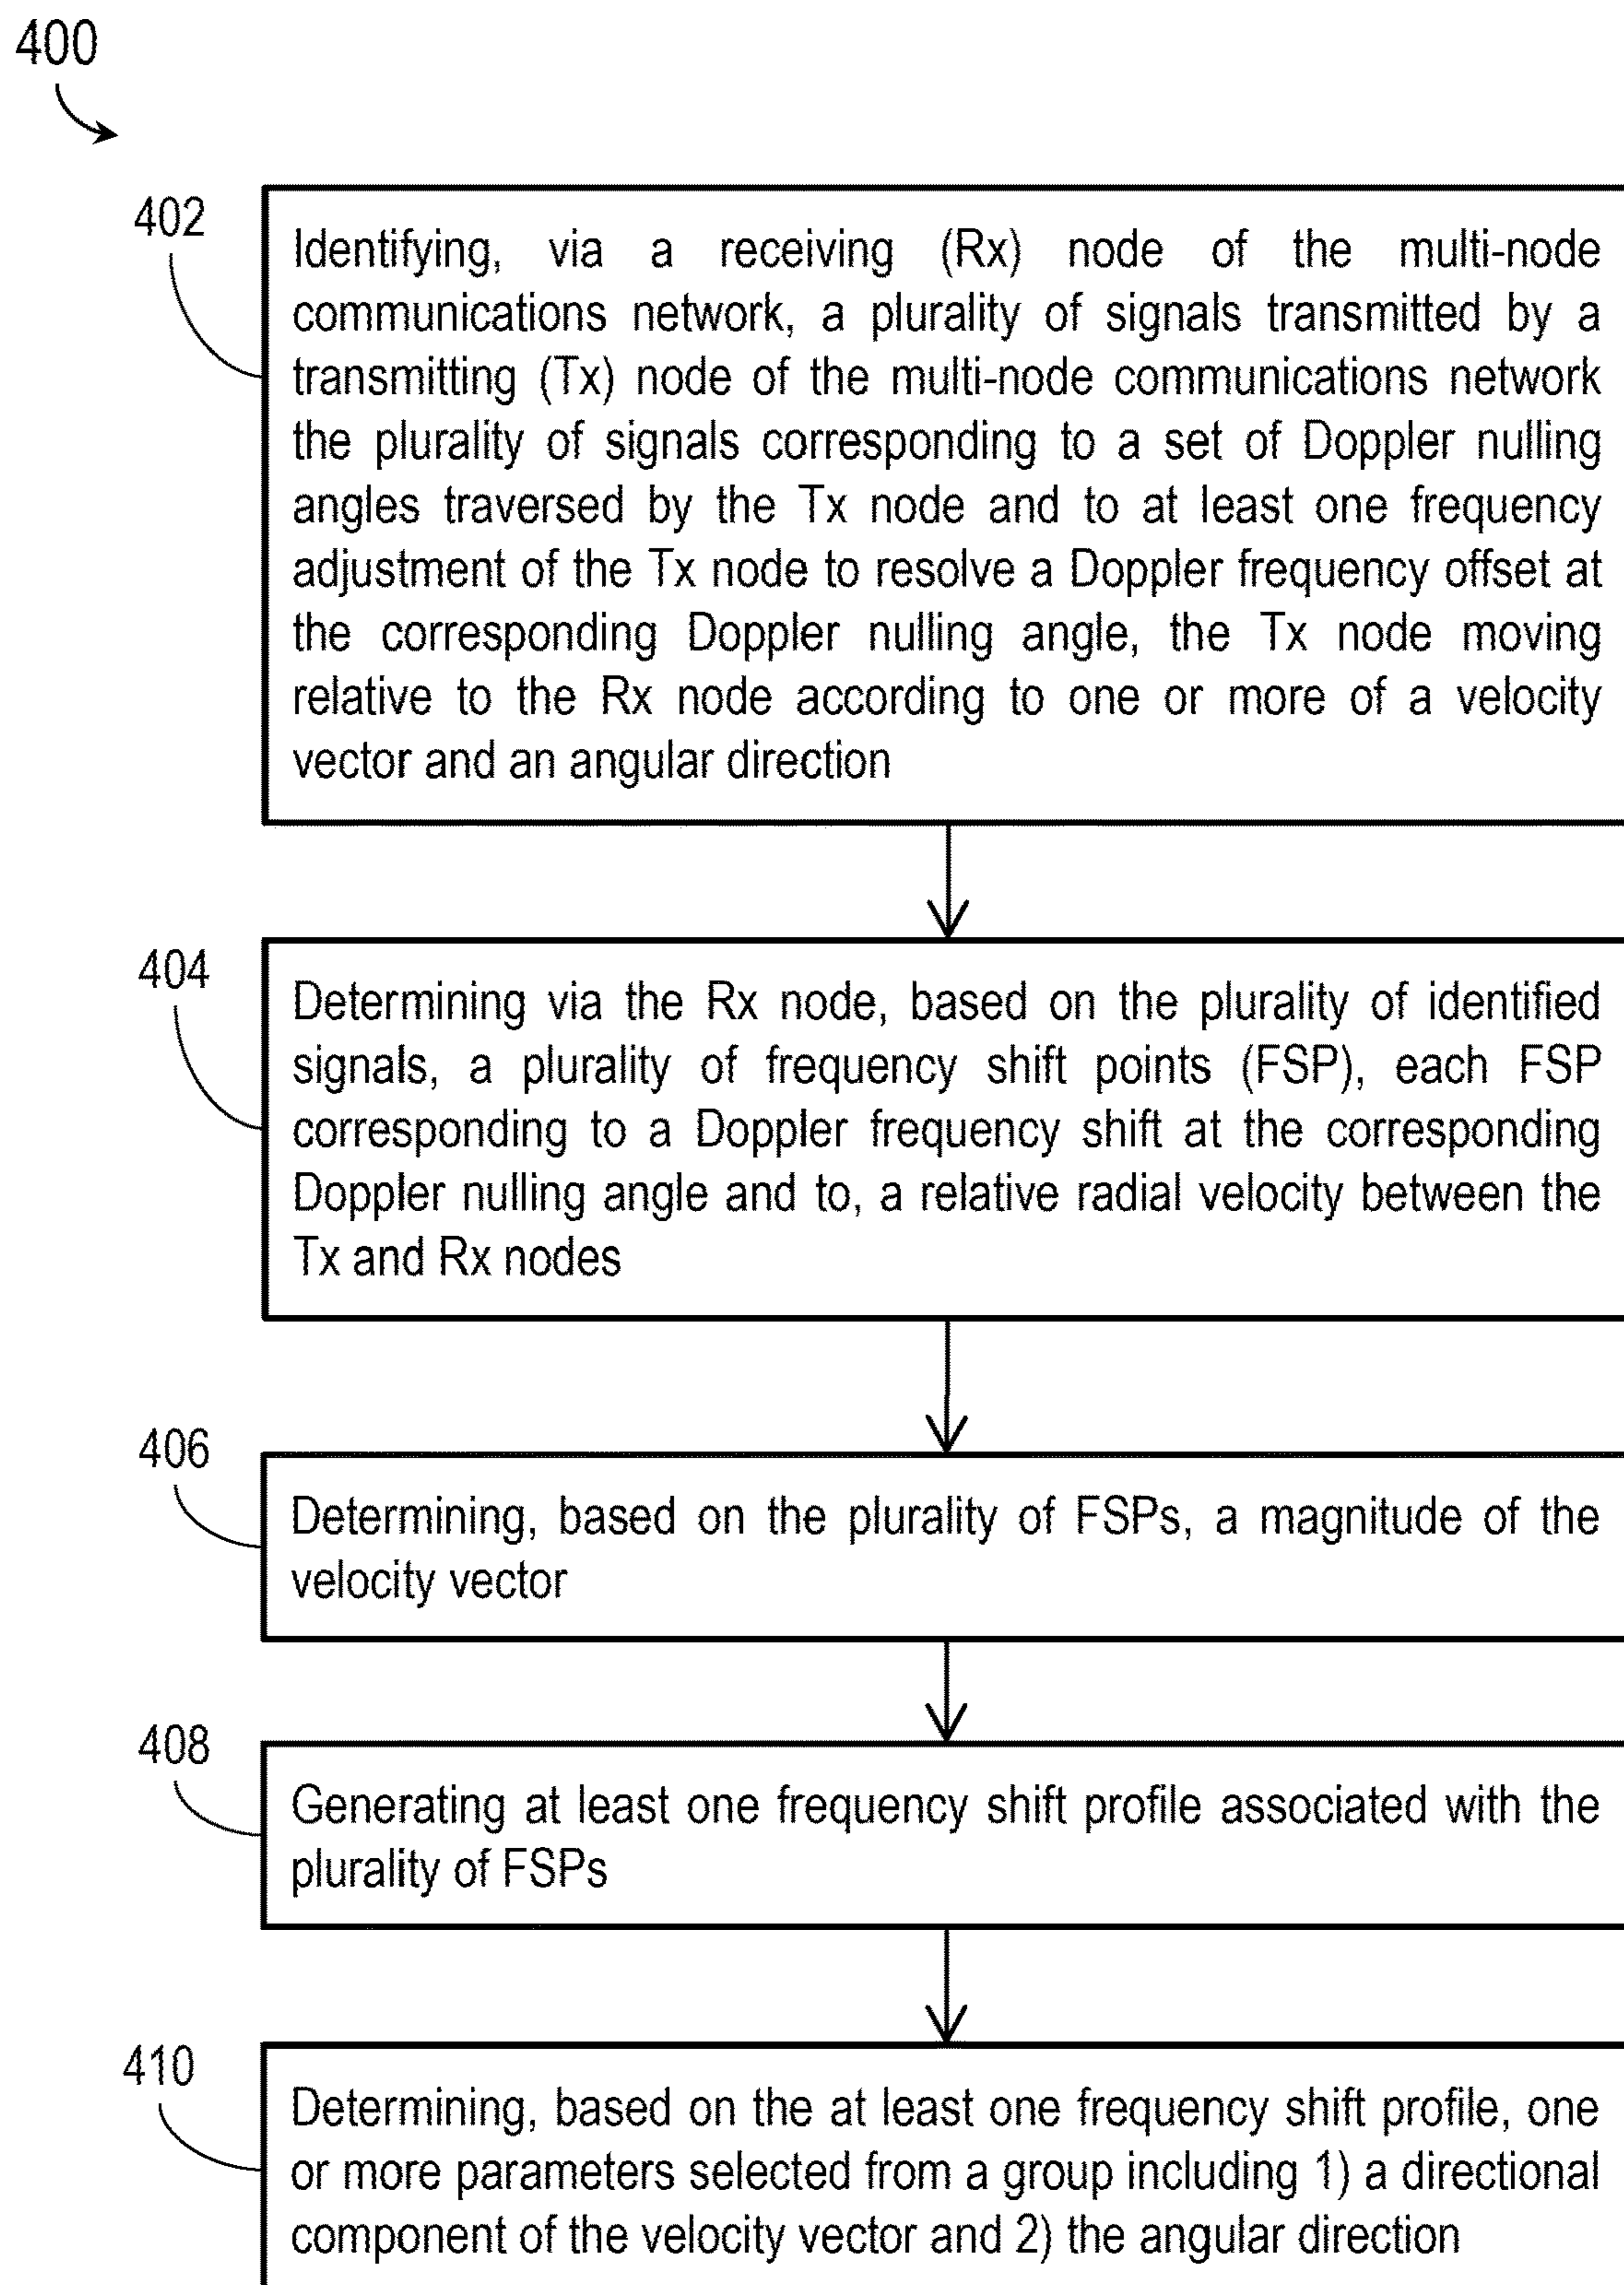 400
402
Identifying, via a receiving (Rx) node of the multi-node
communications network, a plurality of signals transmitted by a
transmitting (Tx) node of the multi-node communications network
the plurality of signals corresponding to a set of Doppler nulling
angles traversed by the Tx node and to at least one frequency
adjustment of the Tx node to resolve a Doppler frequency offset at
the corresponding Doppler nulling angle, the Tx node moving
relative to the Rx node according to one or more of a velocity
vector and an angular direction
404
Determining via the Rx node, based on the plurality of identified
signals, a plurality of frequency shift points (FSP), each FSP
corresponding to a Doppler frequency shift at the corresponding
Doppler nulling angle and to, a relative radial velocity between the
Tx and Rx nodes
406
Determining, based on the plurality of FSPs, a magnitude of the
velocity vector
408
Generating at least one frequency shift profile associated with the
plurality of FSPs
410
Determining, based on the at least one frequency shift profile, one
or more parameters selected from a group including 1) a directional
component of the velocity vector and 2) the angular direction